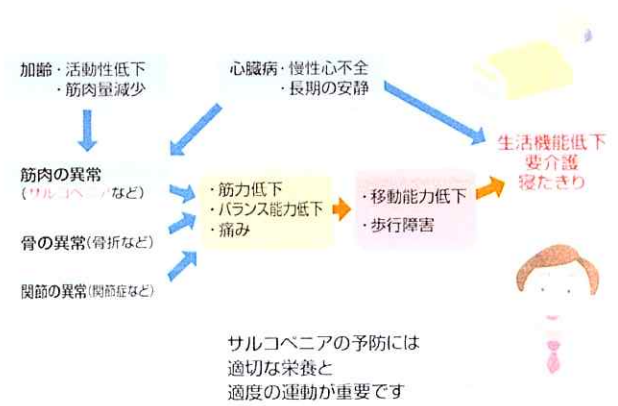 加齢・活動性低下
・筋肉量減少
心臓病・慢性心不全
・長期の安静
生活機能低下
要介護
寝たきり
筋肉の異常
(サルコペニアなど)
骨の異常(骨折など)
関節の異常(関節症など)
・筋力低下
・バランス能力低下
・痛み
・移動能力低下
・歩行障害
サルコペニアの予防には
適切な栄養と
適度の運動が重要です